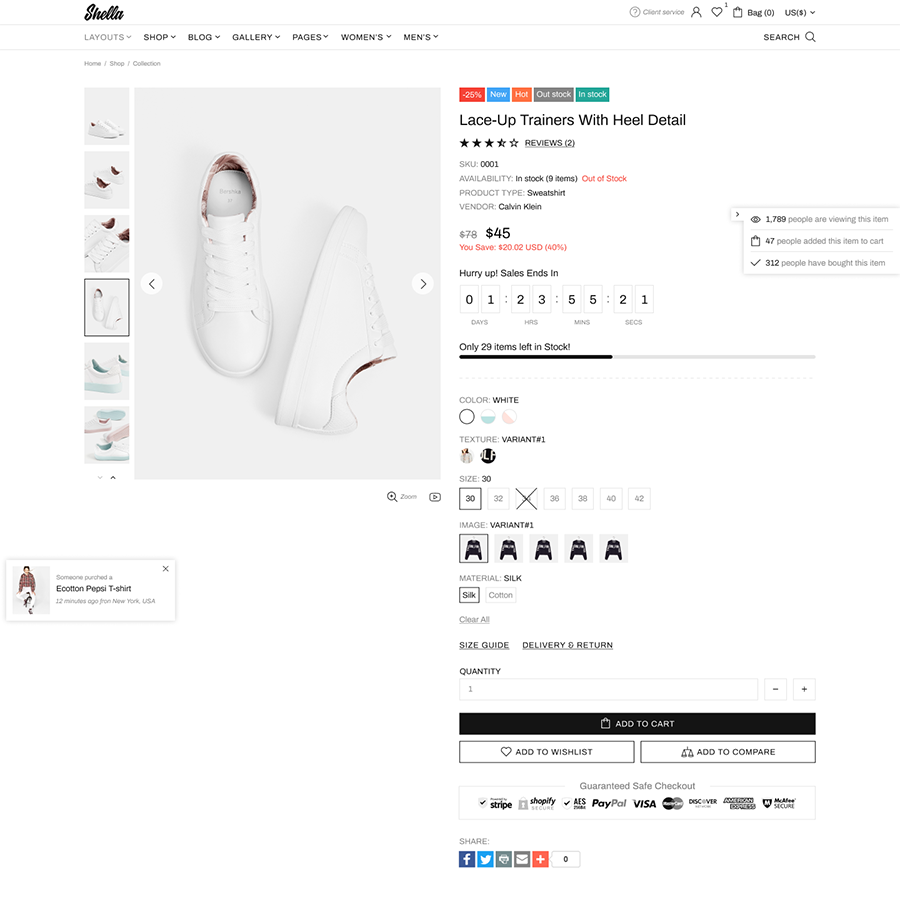 Shella
Client service
1
Bag (0)
US($)
LAYOUTS
SHOP
BLOG
GALLERY
PAGES
WOMEN'S
MEN'S
SEARCH
Home / Shop / Collection
-25%
New
Hot
Out stock
In stock
Lace-Up Trainers With Heel Detail
REVIEWS (2)
SKU: 0001
AVAILABILITY: In stock (9 items) Out of Stock
PRODUCT TYPE: Sweatshirt
VENDOR: Calvin Klein
1,789 people are viewing this item
47 people added this item to cart
312 people have bought this item
$78 $45
You Save: $20.02 USD (40%)
Hurry up! Sales Ends In
0 1 : 2 3 : 5 5 : 2 1
DAYS HRS MINS SECS
Only 29 items left in Stock!
COLOR: WHITE
TEXTURE: VARIANT#1
SIZE: 30
30 32 36 38 40 42
Zoom
IMAGE: VARIANT#1
Someone purched a
Ecotton Pepsi T-shirt
12 minutes ago fron New York, USA
MATERIAL: SILK
Silk Cotton
Clear All
SIZE GUIDE DELIVERY & RETURN
QUANTITY
1 − +
ADD TO CART
ADD TO WISHLIST
ADD TO COMPARE
Guaranteed Safe Checkout
Powered by stripe
shopify SECURE
AES 256Bit
PayPal
VISA
MasterCard
DISCOVER NETWORK
AMERICAN EXPRESS
McAfee SECURE
SHARE:
0